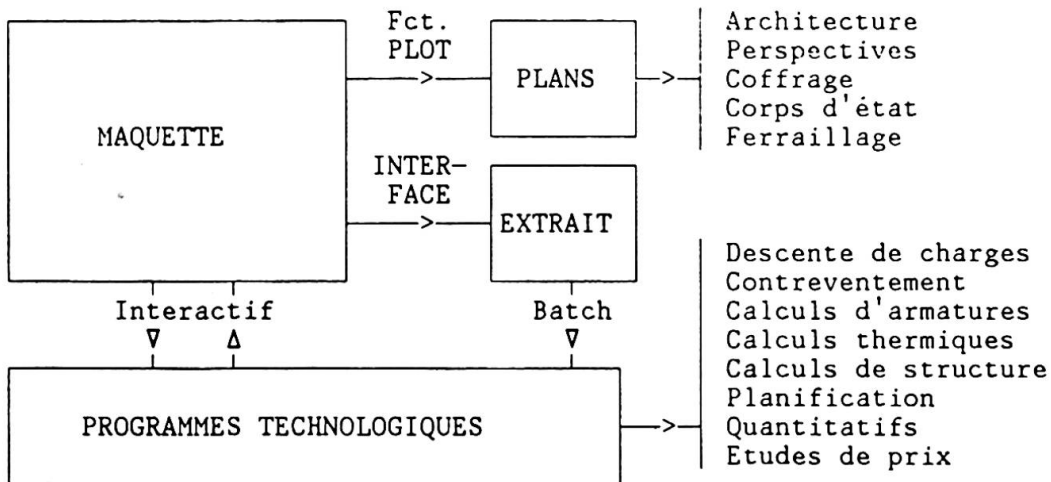 Fct.
PLOT
MAQUETTE
PLANS
Architecture
Perspectives
Coffrage
Corps d'état
Ferraillage
INTER-
FACE
EXTRAIT
Interactif
Batch
PROGRAMMES TECHNOLOGIQUES
Descente de charges
Contreventement
Calculs d'armatures
Calculs thermiques
Calculs de structure
Planification
Quantitatifs
Etudes de prix